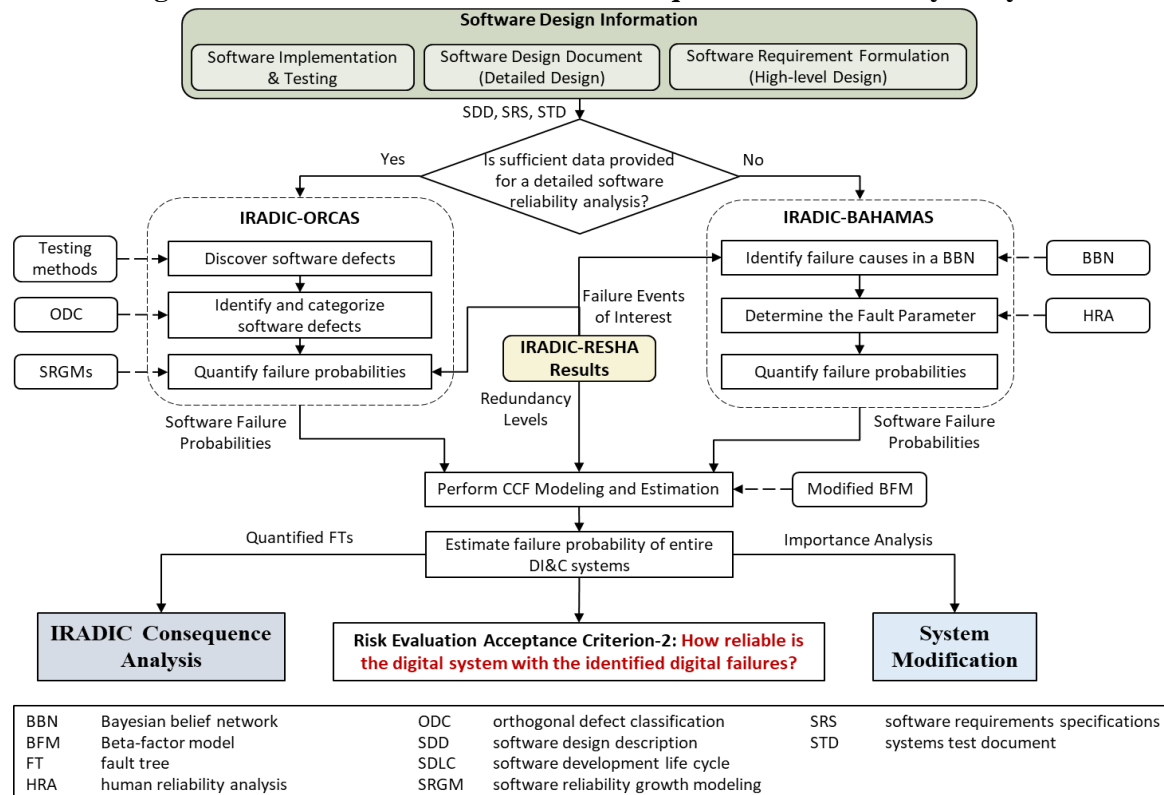 Software Design Information
Software Implementation
& Testing
Software Design Document
(Detailed Design)
Software Requirement Formulation
(High-level Design)
SDD, SRS, STD
Yes
Is sufficient data provided
for a detailed software
reliability analysis?
No
IRADIC-ORCAS
Testing
methods
Discover software defects
ODC
Identify and categorize
software defects
SRGMs
Quantify failure probabilities
IRADIC-BAHAMAS
Identify failure causes in a BBN
BBN
Determine the Fault Parameter
HRA
Quantify failure probabilities
Failure Events
of Interest
IRADIC-RESHA
Results
Redundancy
Levels
Software Failure
Probabilities
Software Failure
Probabilities
Perform CCF Modeling and Estimation
Modified BFM
Quantified FTs
Estimate failure probability of entire
DI&C systems
Importance Analysis
IRADIC Consequence
Analysis
Risk Evaluation Acceptance Criterion-2: How reliable is
the digital system with the identified digital failures?
System
Modification
BBN Bayesian belief network
BFM Beta-factor model
FT fault tree
HRA human reliability analysis
ODC orthogonal defect classification
SDD software design description
SDLC software development life cycle
SRGM software reliability growth modeling
SRS software requirements specifications
STD systems test document